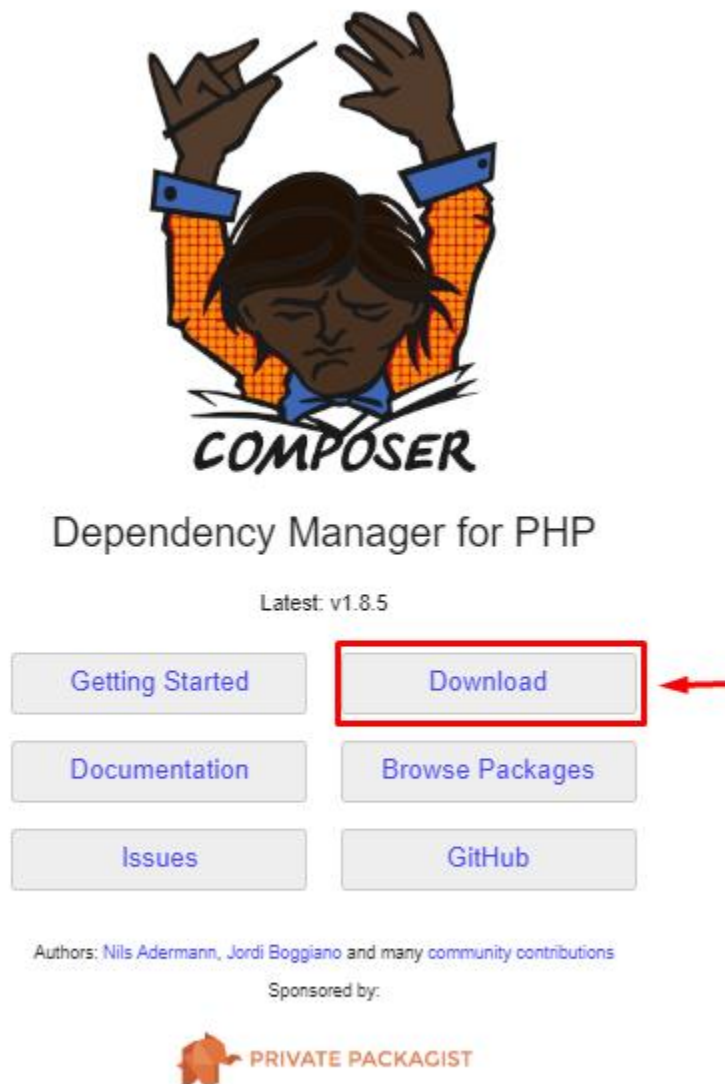 COMPOSER
Dependency Manager for PHP
Latest: v1.8.5
Getting Started
Download
Documentation
Browse Packages
Issues
GitHub
Authors: Nils Adermann, Jordi Boggiano and many community contributions
Sponsored by:
PRIVATE PACKAGIST